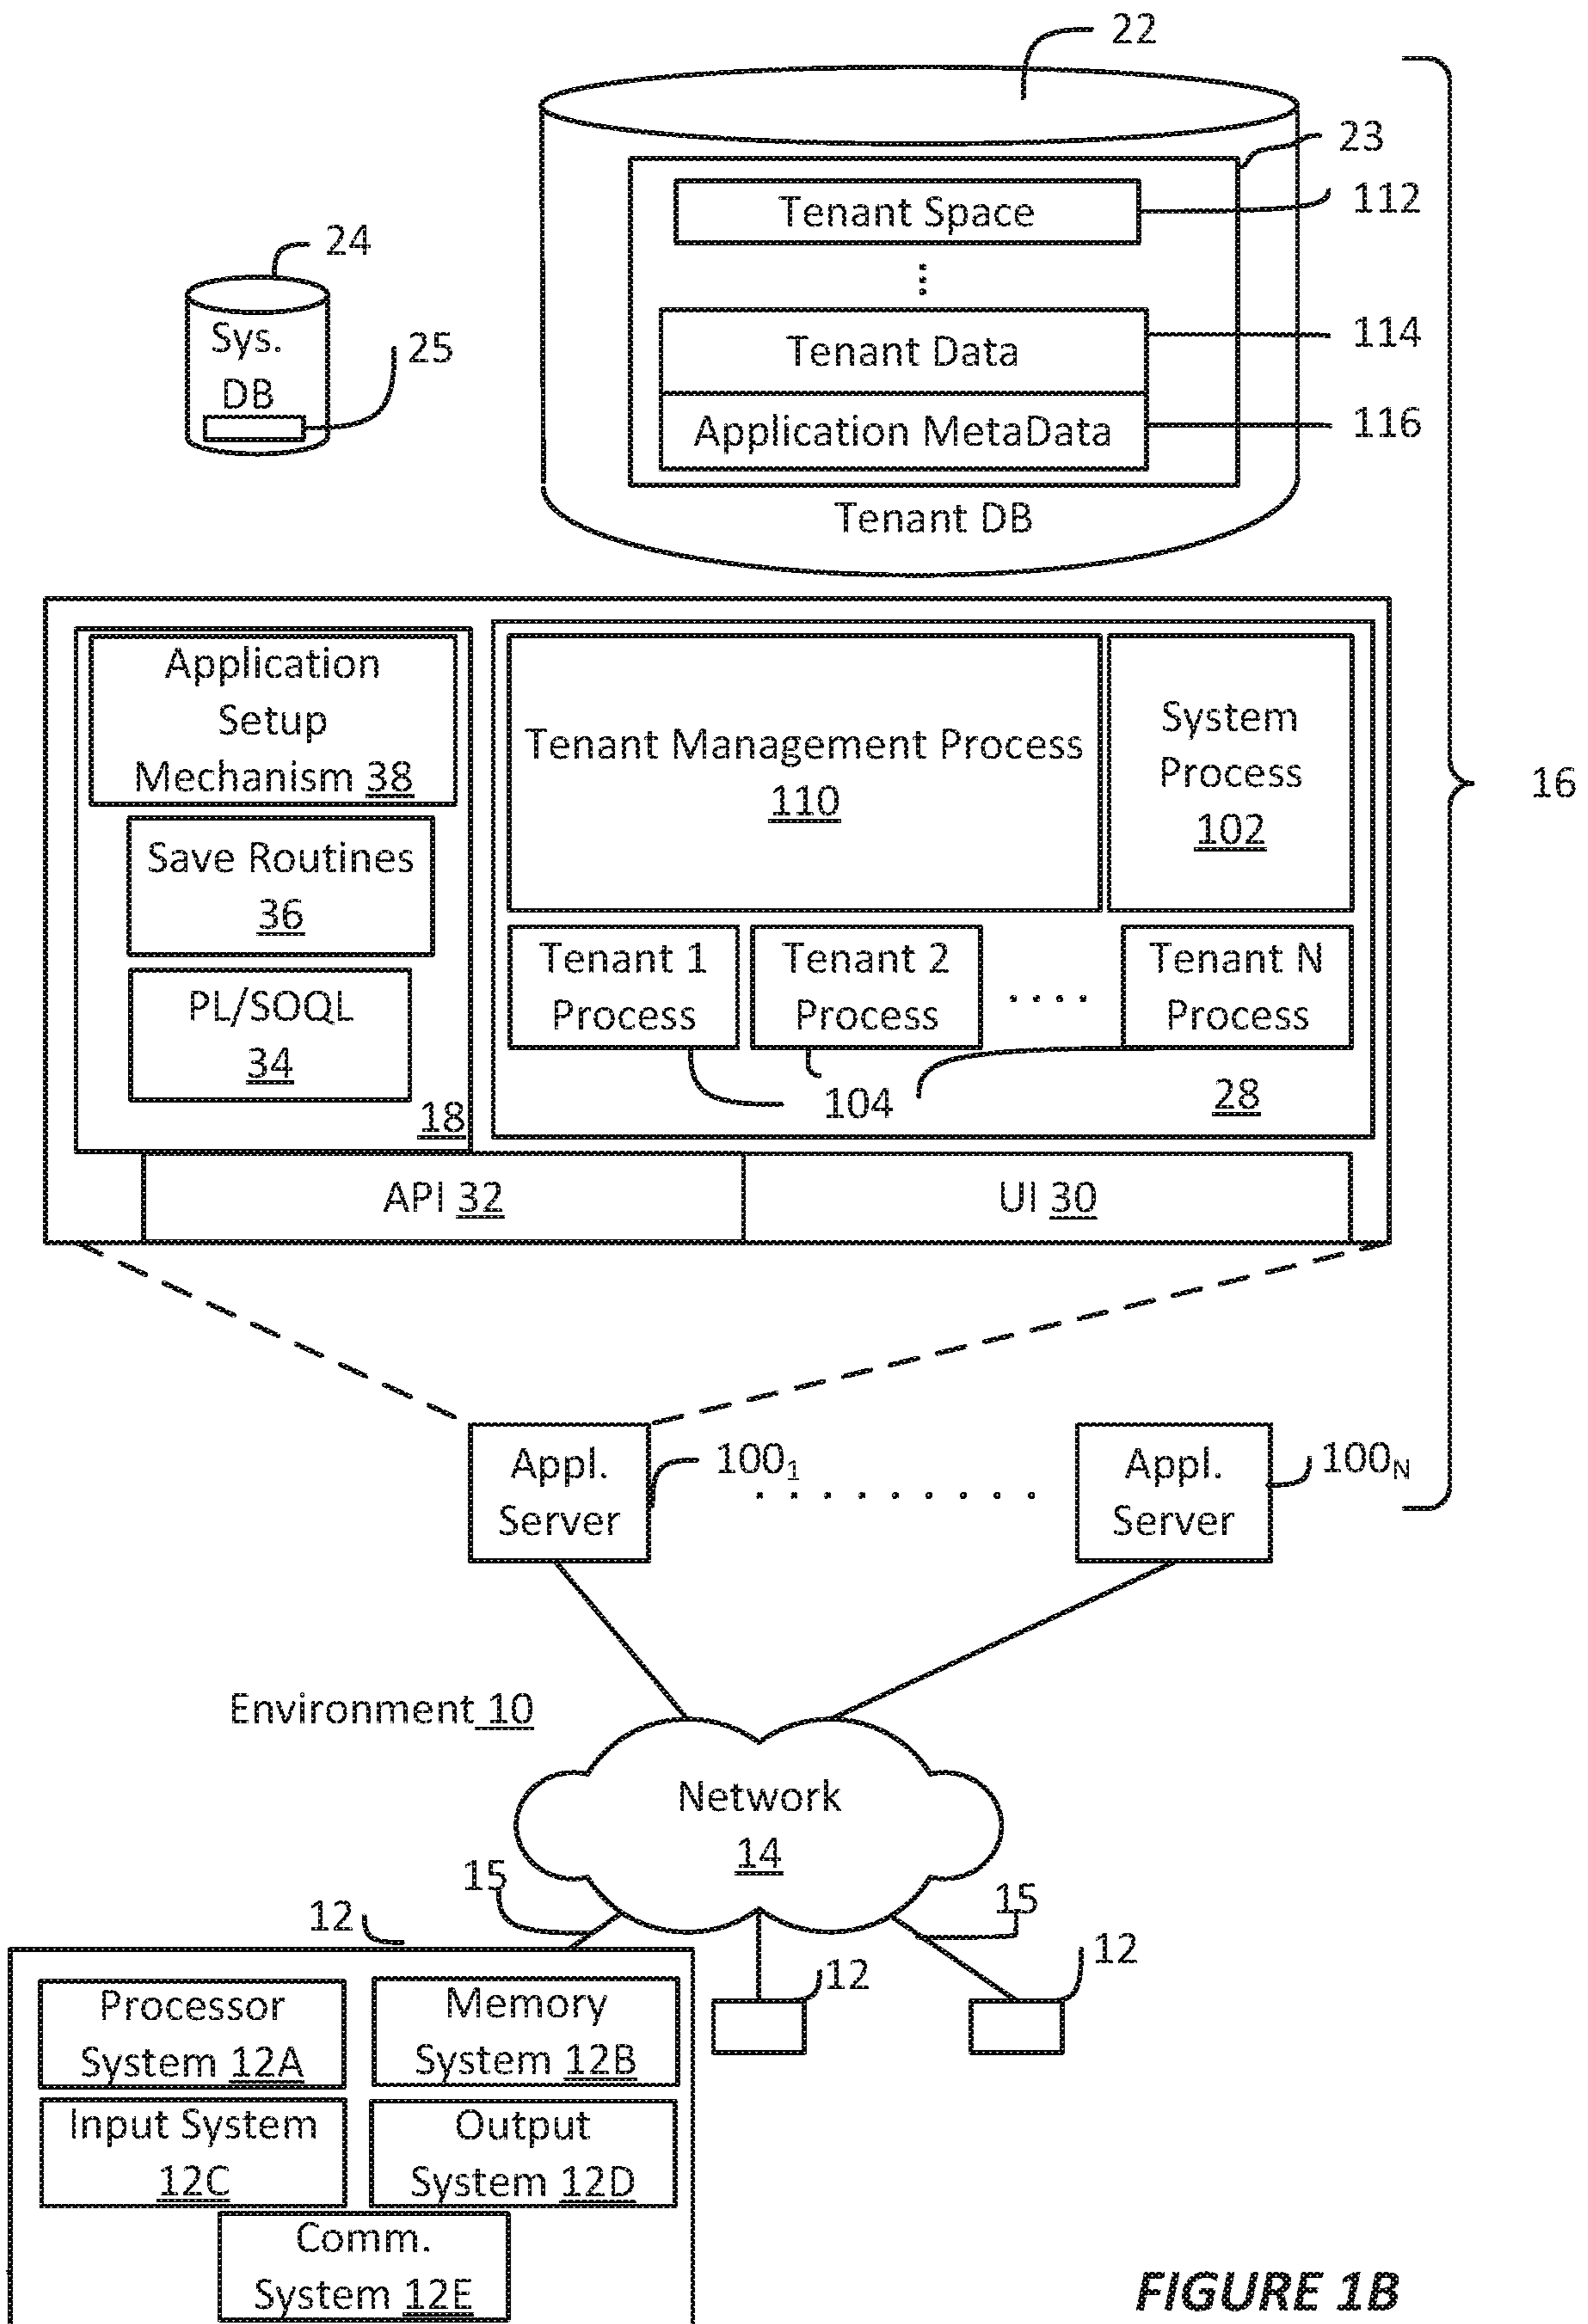 22
23
Tenant Space
112
24
Sys.
DB
25
Tenant Data
114
Application MetaData
116
Tenant DB
Application
Setup
Mechanism 38
Tenant Management Process
110
System
Process
102
16
Save Routines
36
Tenant 1
Process
Tenant 2
Process
Tenant N
Process
PL/SOQL
34
104
28
18
API 32
UI 30
Appl.
Server
100₁
Appl.
Server
100N
Environment 10
Network
14
15
15
12
12
12
Processor
System 12A
Memory
System 12B
Input System
12C
Output
System 12D
Comm.
System 12E
FIGURE 1B